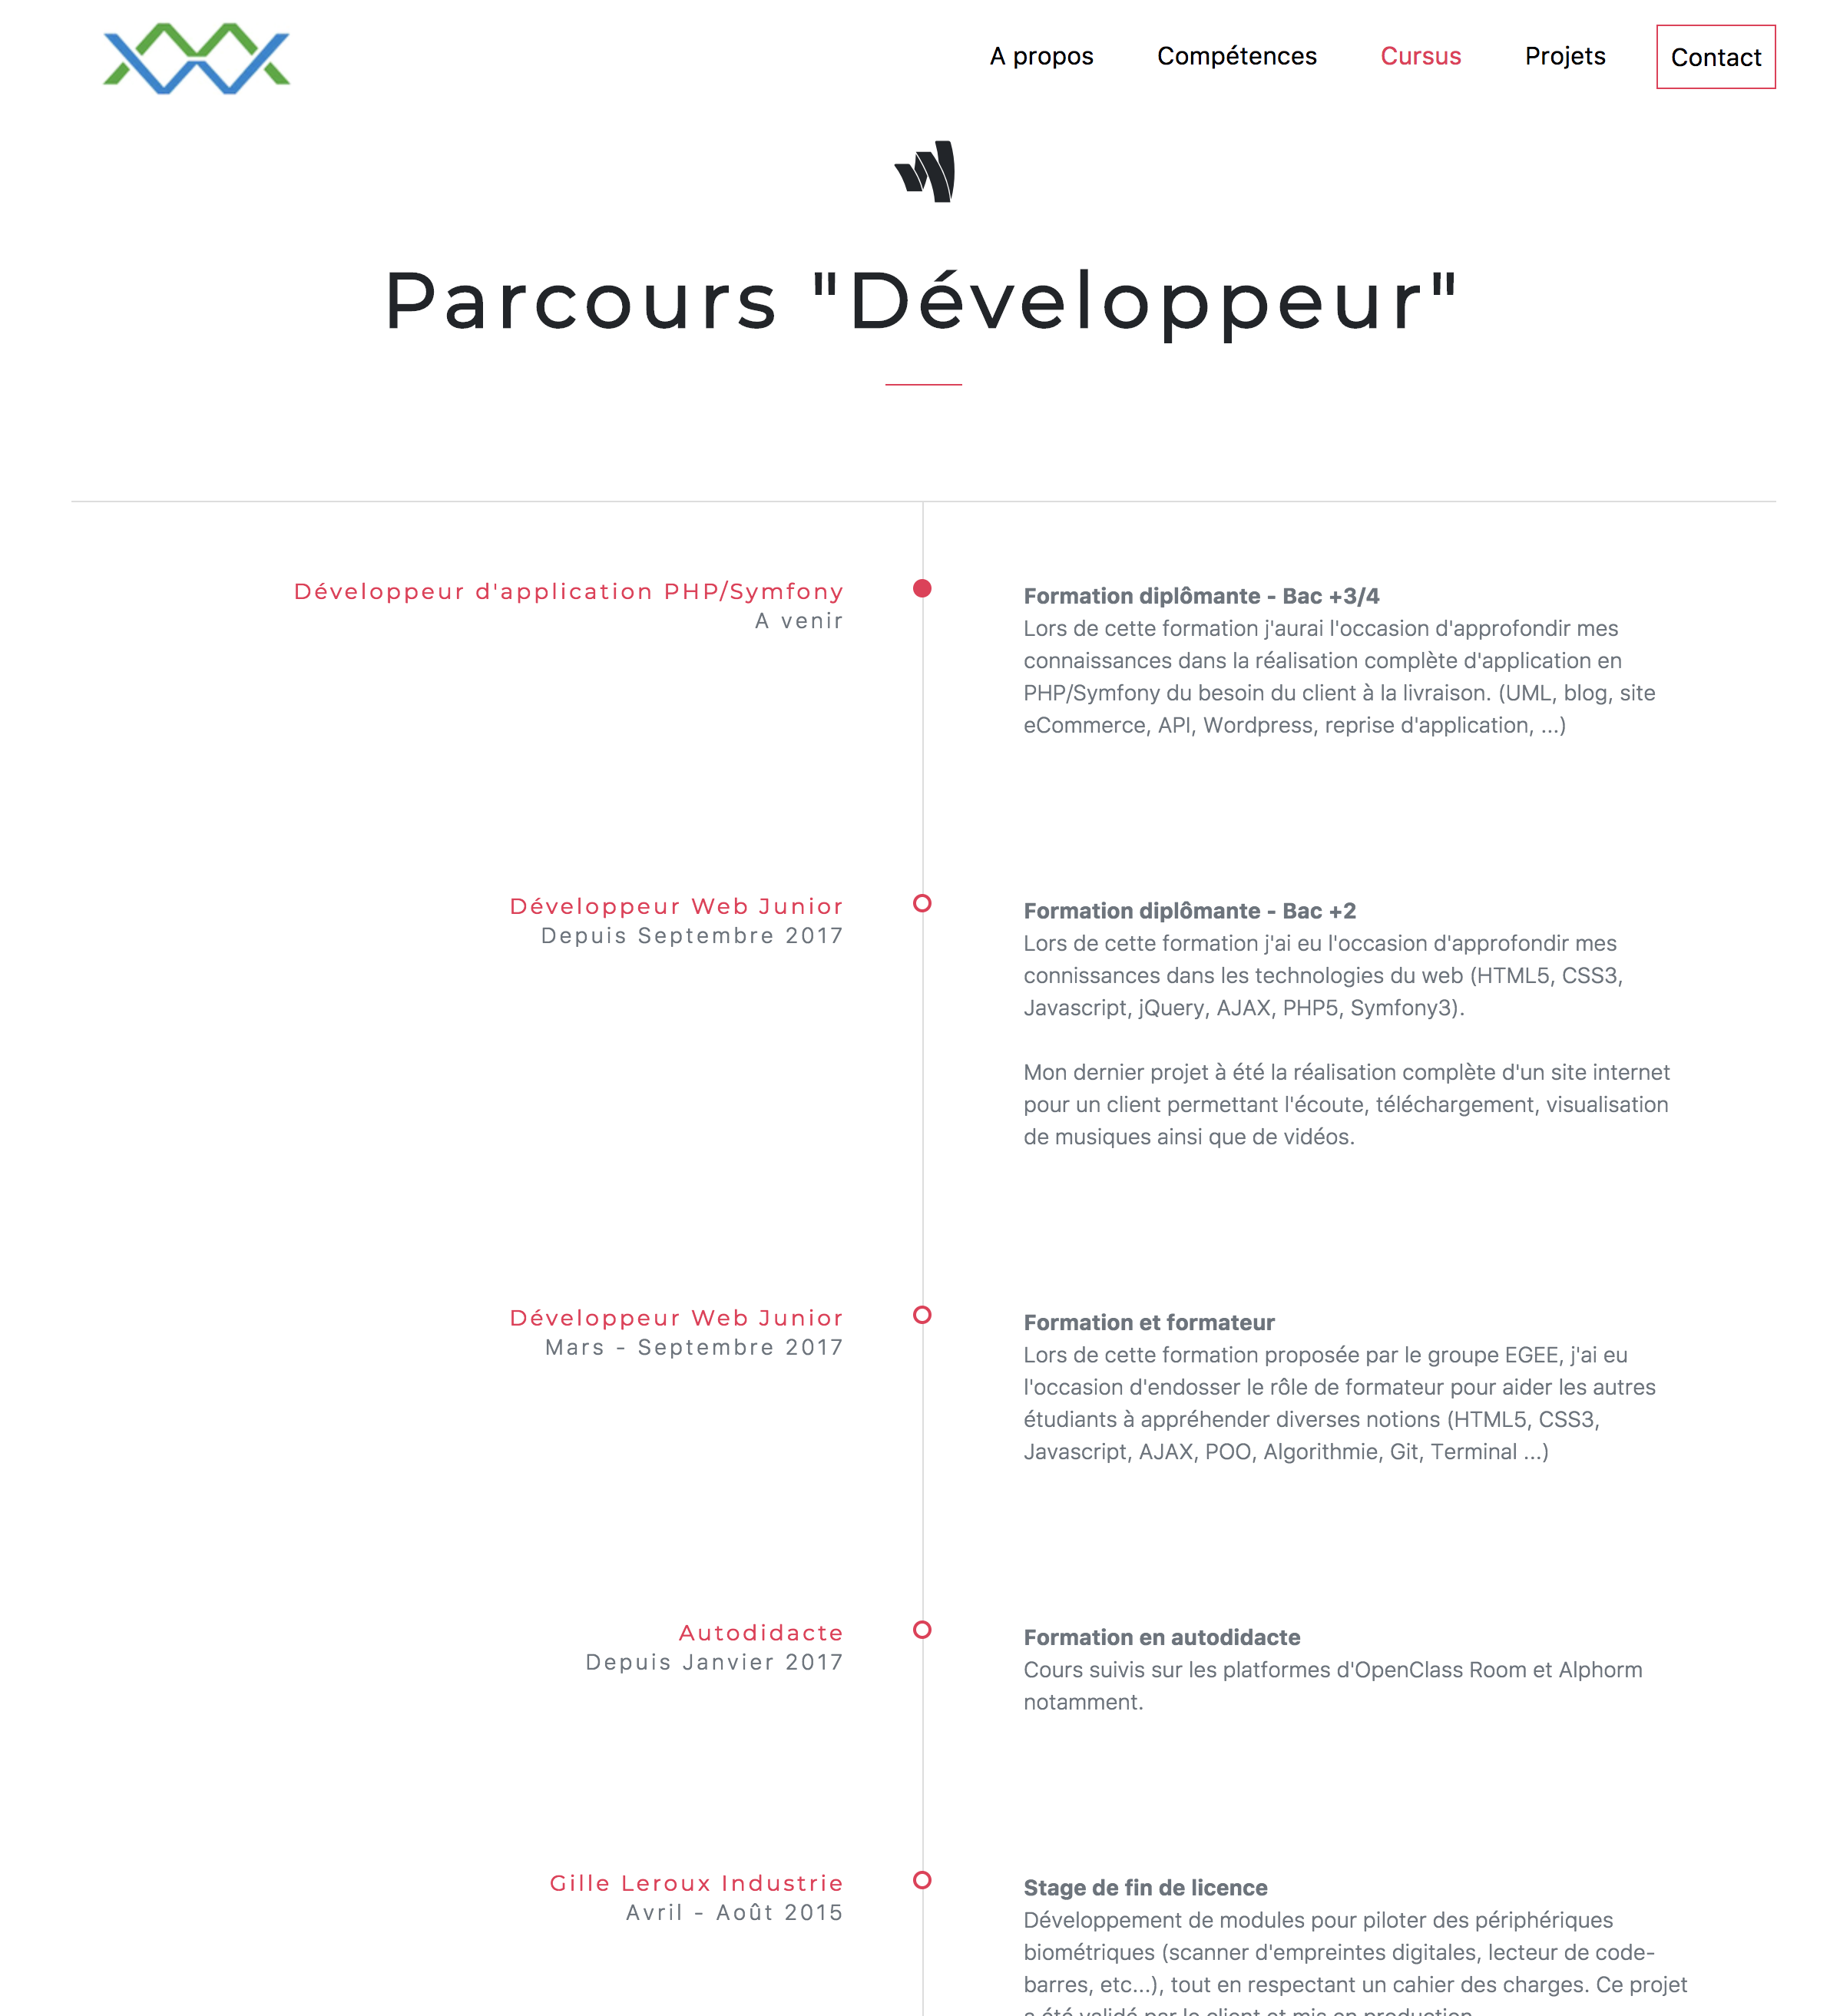 A propos
Compétences
Cursus
Projets
Contact
Parcours "Développeur"
Développeur d'application PHP/Symfony
A venir
Formation diplômante - Bac +3/4
Lors de cette formation j'aurai l'occasion d'approfondir mes
connaissances dans la réalisation complète d'application en
PHP/Symfony du besoin du client à la livraison. (UML, blog, site
eCommerce, API, Wordpress, reprise d'application, ...)
Développeur Web Junior
Depuis Septembre 2017
Formation diplômante - Bac +2
Lors de cette formation j'ai eu l'occasion d'approfondir mes
connissances dans les technologies du web (HTML5, CSS3,
Javascript, jQuery, AJAX, PHP5, Symfony3).
Mon dernier projet à été la réalisation complète d'un site internet
pour un client permettant l'écoute, téléchargement, visualisation
de musiques ainsi que de vidéos.
Développeur Web Junior
Mars - Septembre 2017
Formation et formateur
Lors de cette formation proposée par le groupe EGEE, j'ai eu
l'occasion d'endosser le rôle de formateur pour aider les autres
étudiants à appréhender diverses notions (HTML5, CSS3,
Javascript, AJAX, POO, Algorithmie, Git, Terminal ...)
Autodidacte
Depuis Janvier 2017
Formation en autodidacte
Cours suivis sur les platformes d'OpenClass Room et Alphorm
notamment.
Gille Leroux Industrie
Avril - Août 2015
Stage de fin de licence
Développement de modules pour piloter des périphériques
biométriques (scanner d'empreintes digitales, lecteur de code-
barres, etc...), tout en respectant un cahier des charges. Ce projet
a été validé par le client et mis en production